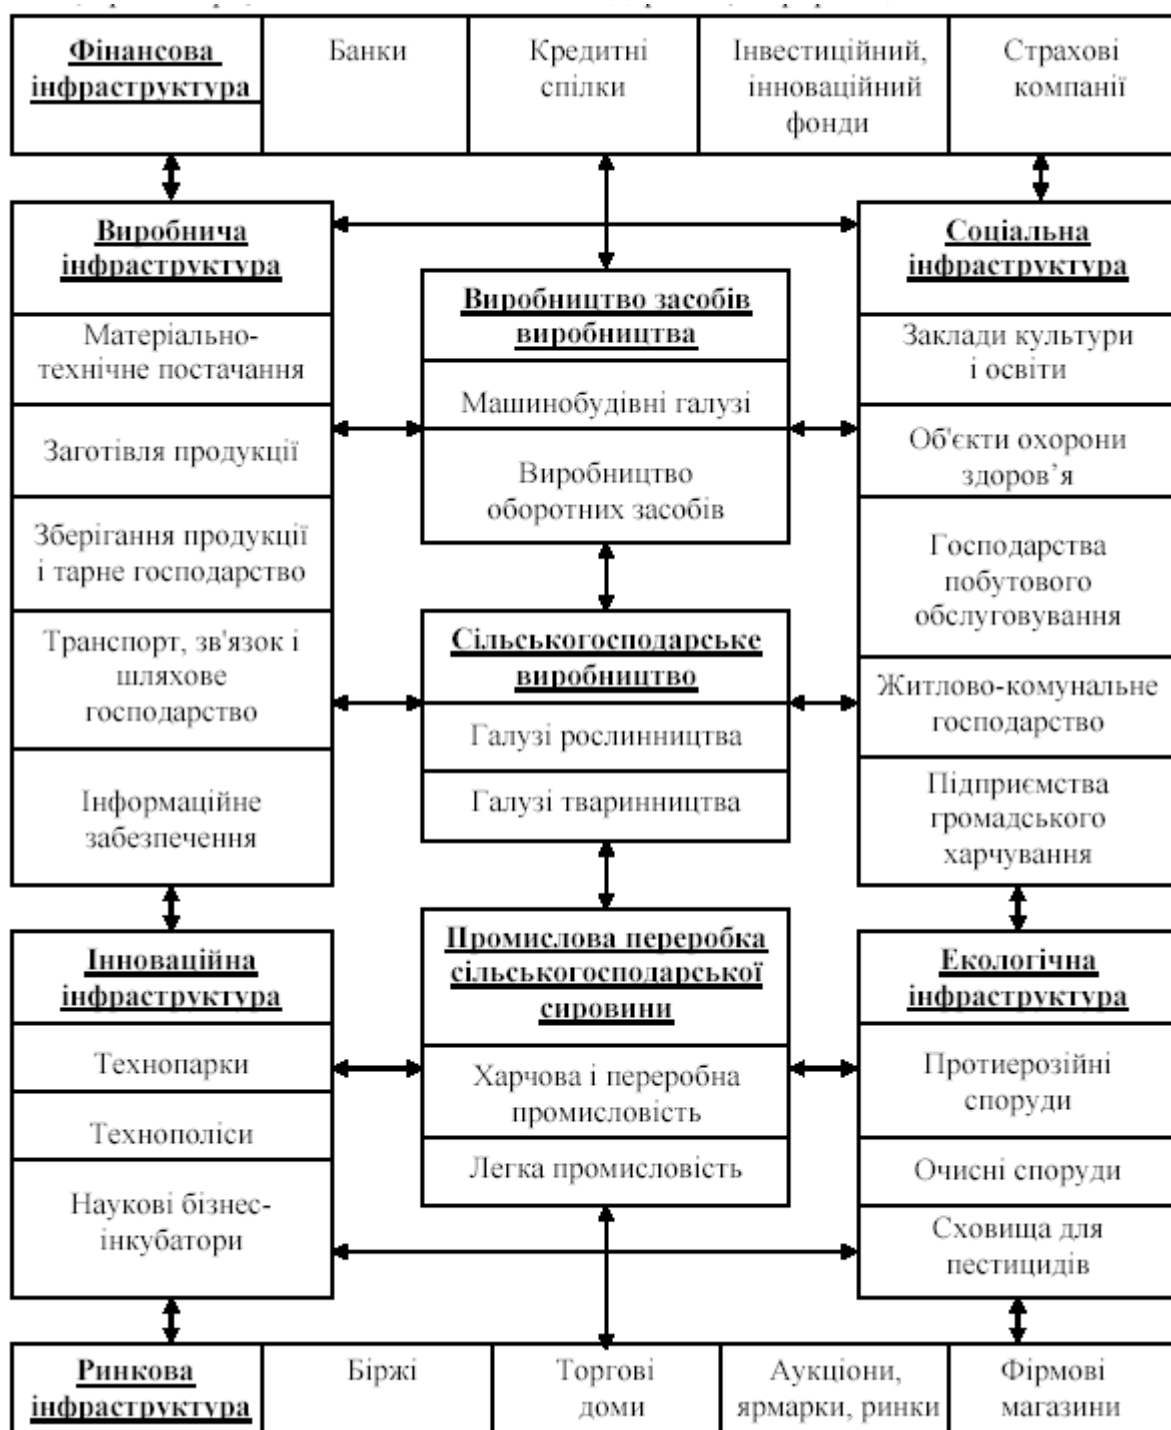 Фінансова
інфраструктура
Банки
Кредитні
спілки
Інвестиційний,
інноваційний
фонди
Страхові
компанії
Виробнича
інфраструктура
Матеріально-
технічне постачання
Заготівля продукції
Зберігання продукції
і тарне господарство
Транспорт, зв'язок і
шляхове
господарство
Інформаційне
забезпечення
Виробництво засобів
виробництва
Машинобудівні галузі
Виробництво
оборотних засобів
Сільськогосподарське
виробництво
Галузі рослинництва
Галузі тваринництва
Промислова переробка
сільськогосподарської
сировини
Харчова і переробна
промисловість
Легка промисловість
Соціальна
інфраструктура
Заклади культури
і освіти
Об'єкти охорони
здоров’я
Господарства
побутового
обслуговування
Житлово-комунальне
господарство
Підприємства
громадського
харчування
Інноваційна
інфраструктура
Технопарки
Технополіси
Наукові бізнес-
інкубатори
Екологічна
інфраструктура
Протиерозійні
споруди
Очисні споруди
Сховища для
пестицидів
Ринкова
інфраструктура
Біржі
Торгові
доми
Аукціони,
ярмарки, ринки
Фірмові
магазини